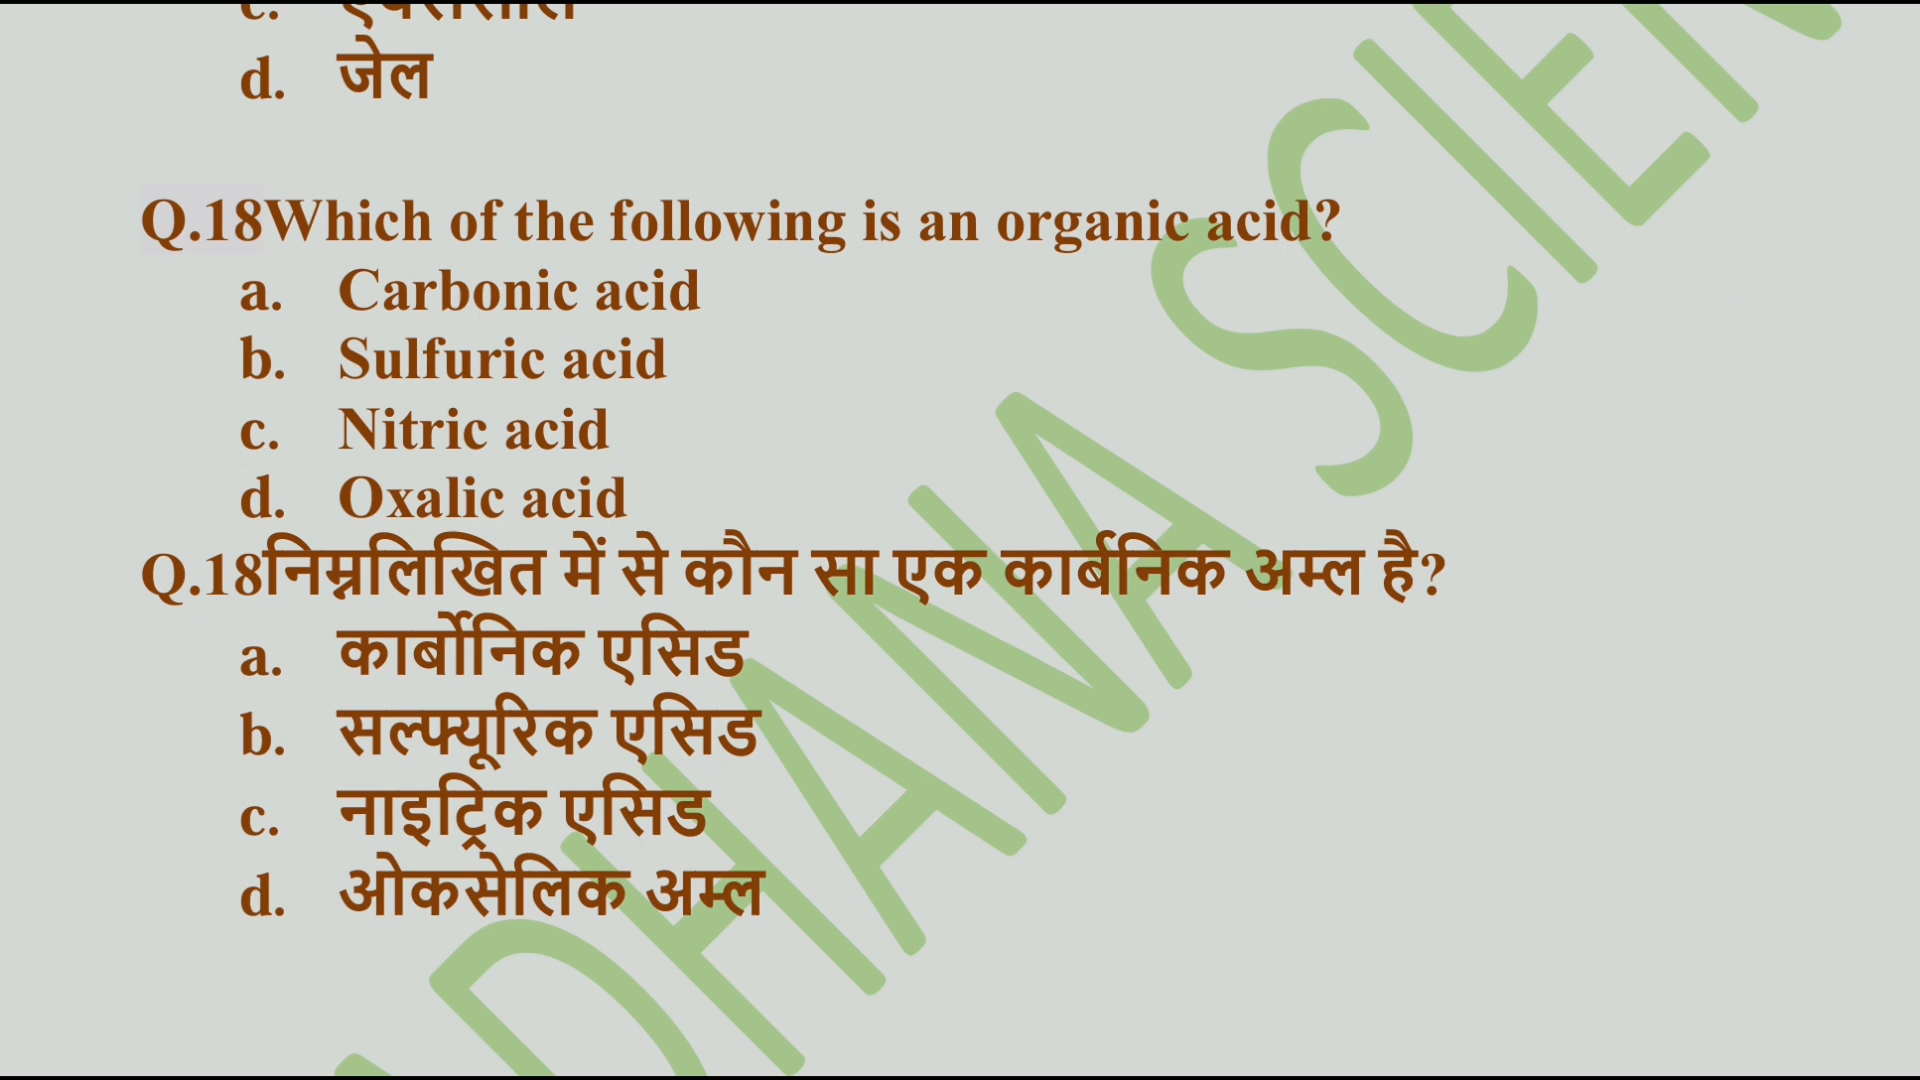 d. जेल
Q.18Which of the following is an organic acid?
a. Carbonic acid
b. Sulfuric acid
c. Nitric acid
d. Oxalic acid
Q.18निम्नलिखित में से कौन सा एक कार्बनिक अम्ल है?
a. कार्बोनिक एसिड
b. सल्फ्यूरिक एसिड
c. नाइट्रिक एसिड
d. ओकसेलिक अम्ल